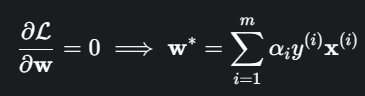 ∂ℒ/∂𝐰 = 0 ⟹ 𝐰* = ∑_{i=1}^{m} α_i y^{(i)} 𝐱^{(i)}